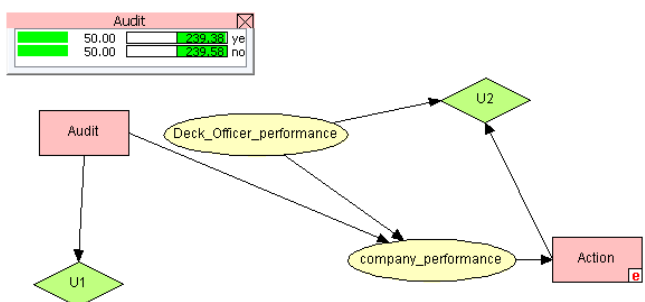 Audit
50.00 239.38 ye
50.00 239.58 no
U2
Audit
Deck_Officer_performance
company_performance
Action
e
U1